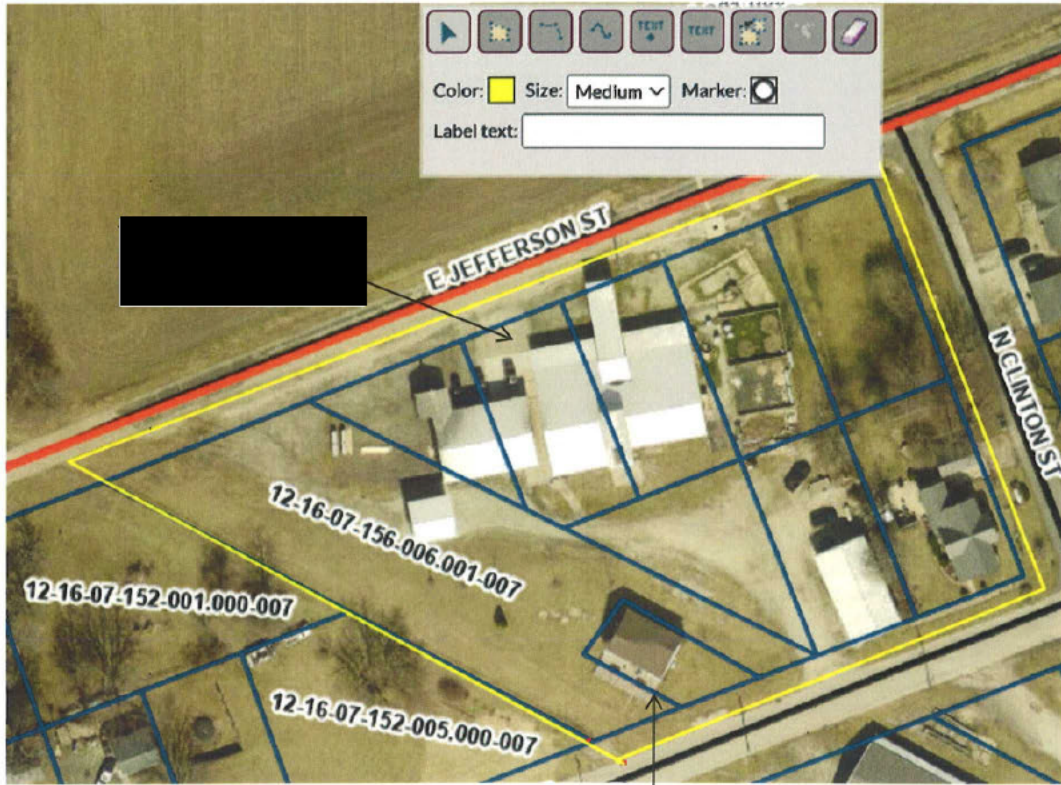 TEXT
TEXT
Color:
Size: Medium
Marker:
Label text:
E JEFFERSON ST
N CLINTON ST
12-16-07-156-006.001-007
12-16-07-152-001.000-007
12-16-07-152-005.000-007